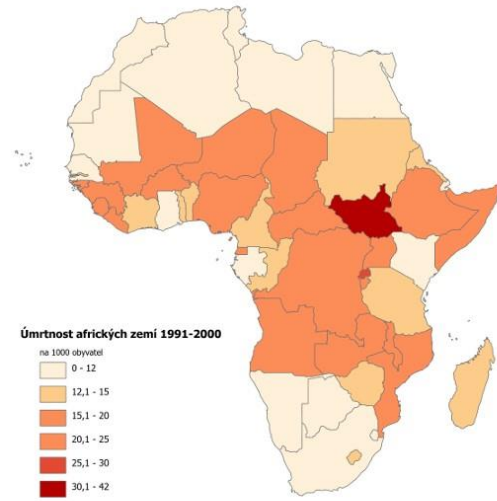 Úmrtnost afrických zemí 1991-2000
na 1000 obyvatel
0 - 12
12,1 - 15
15,1 - 20
20,1 - 25
25,1 - 30
30,1 - 42